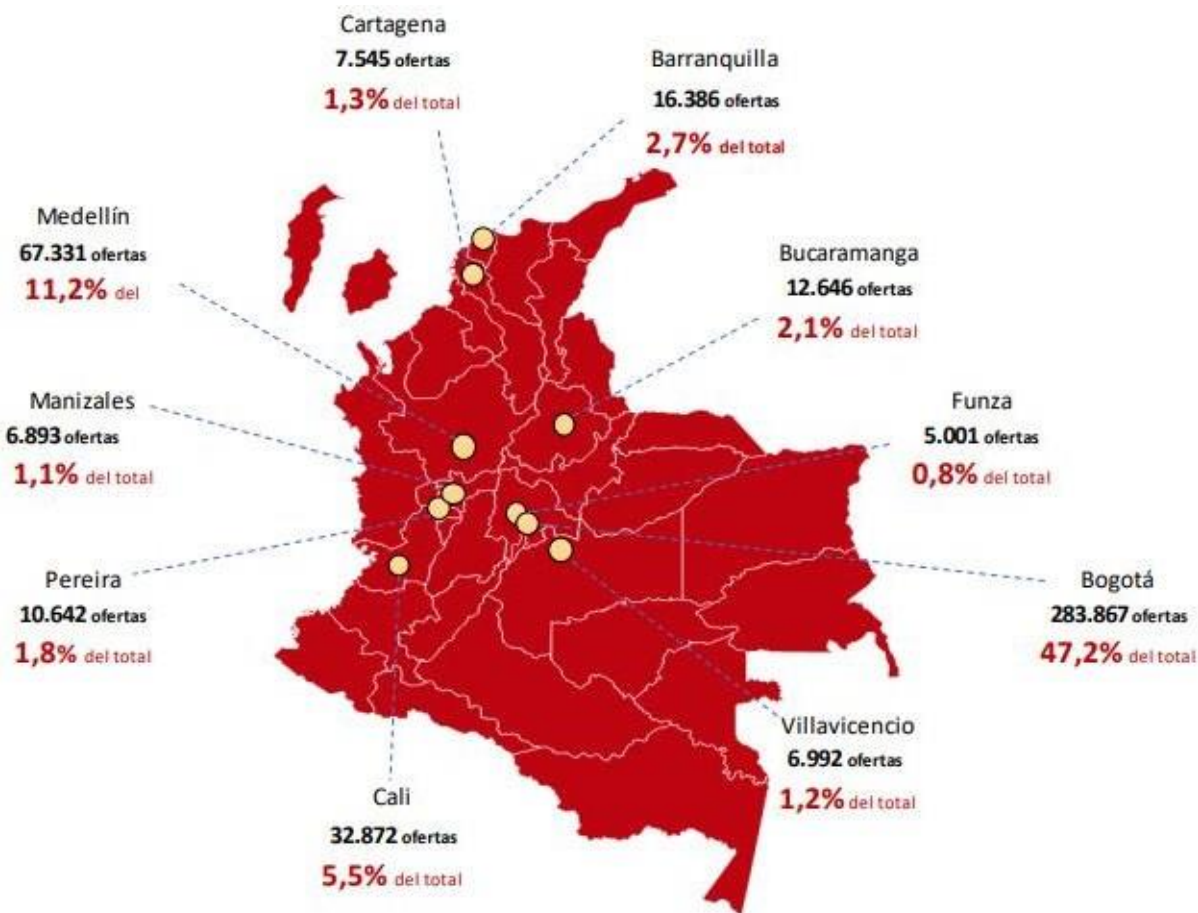 Cartagena
7.545 ofertas
1,3% del total
Barranquilla
16.386 ofertas
2,7% del total
Medellín
67.331 ofertas
11,2% del
Bucaramanga
12.646 ofertas
2,1% del total
Manizales
6.893 ofertas
1,1% del total
Funza
5.001 ofertas
0,8% del total
Pereira
10.642 ofertas
1,8% del total
Bogotá
283.867 ofertas
47,2% del total
Villavicencio
6.992 ofertas
1,2% del total
Cali
32.872 ofertas
5,5% del total